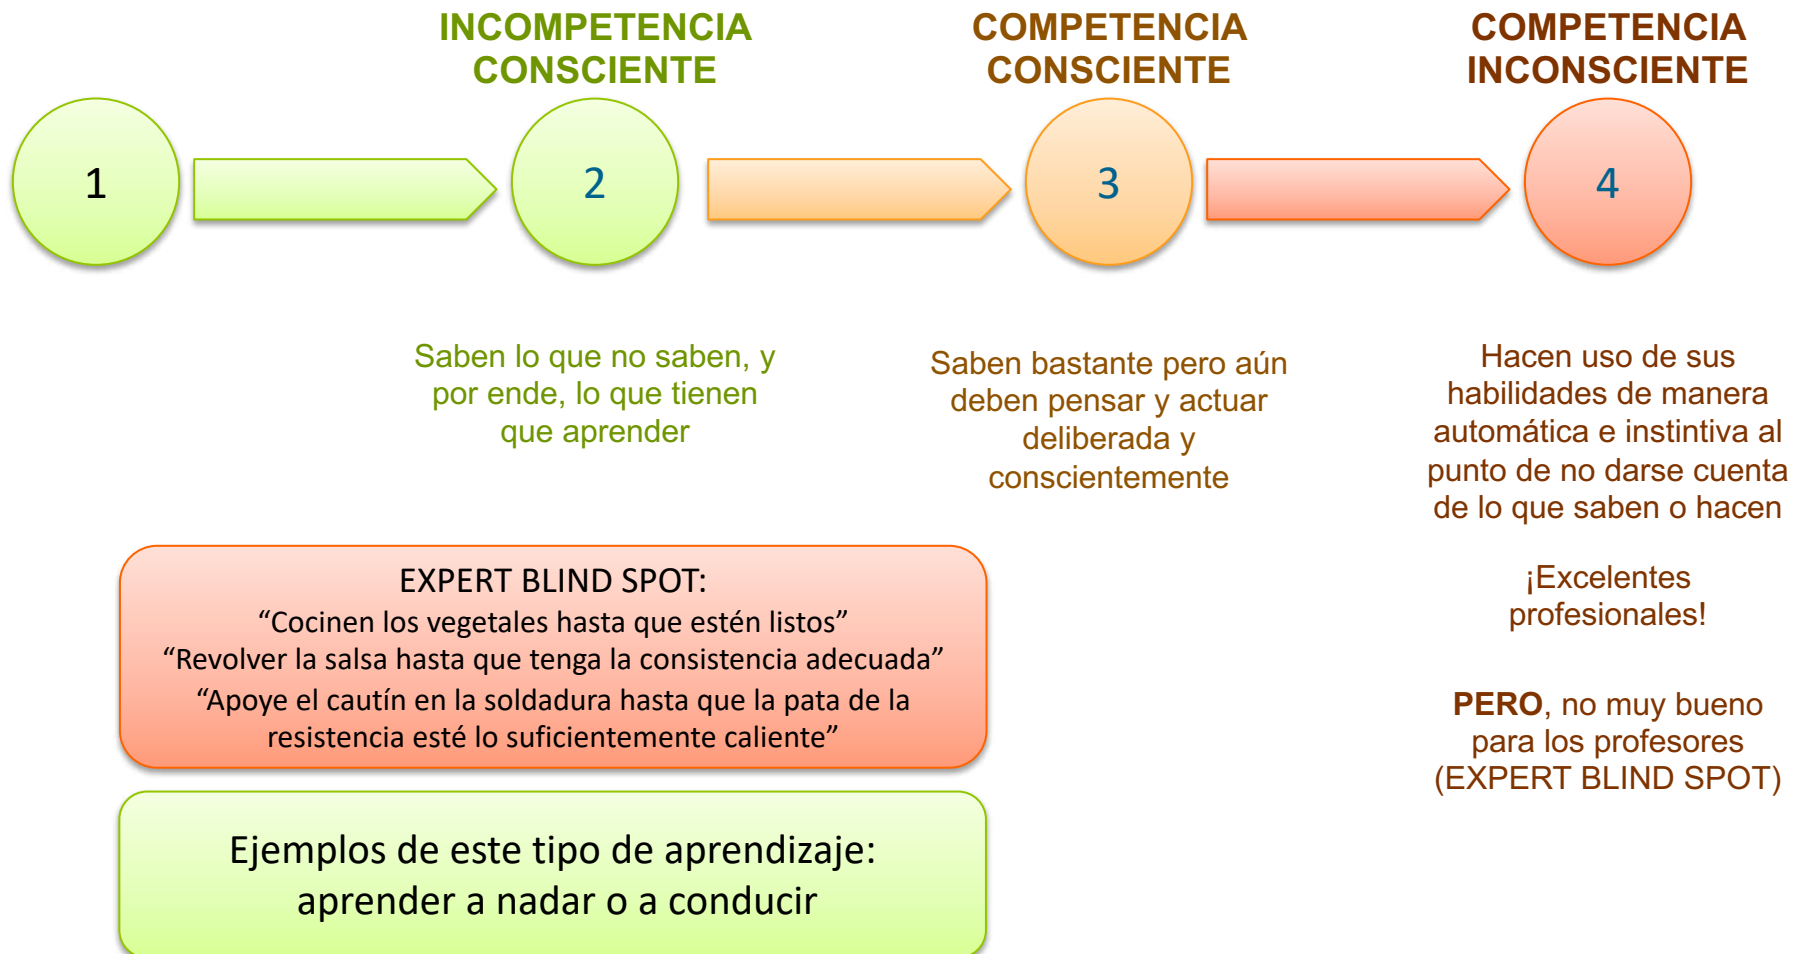 INCOMPETENCIA
CONSCIENTE
COMPETENCIA
CONSCIENTE
COMPETENCIA
INCONSCIENTE
1
2
3
4
Saben lo que no saben, y
por ende, lo que tienen
que aprender
Saben bastante pero aún
deben pensar y actuar
deliberada y
conscientemente
Hacen uso de sus
habilidades de manera
automática e instintiva al
punto de no darse cuenta
de lo que saben o hacen
¡Excelentes
profesionales!
PERO, no muy bueno
para los profesores
(EXPERT BLIND SPOT)
EXPERT BLIND SPOT:
“Cocinen los vegetales hasta que estén listos”
“Revolver la salsa hasta que tenga la consistencia adecuada”
“Apoye el cautín en la soldadura hasta que la pata de la
resistencia esté lo suficientemente caliente”
Ejemplos de este tipo de aprendizaje:
aprender a nadar o a conducir